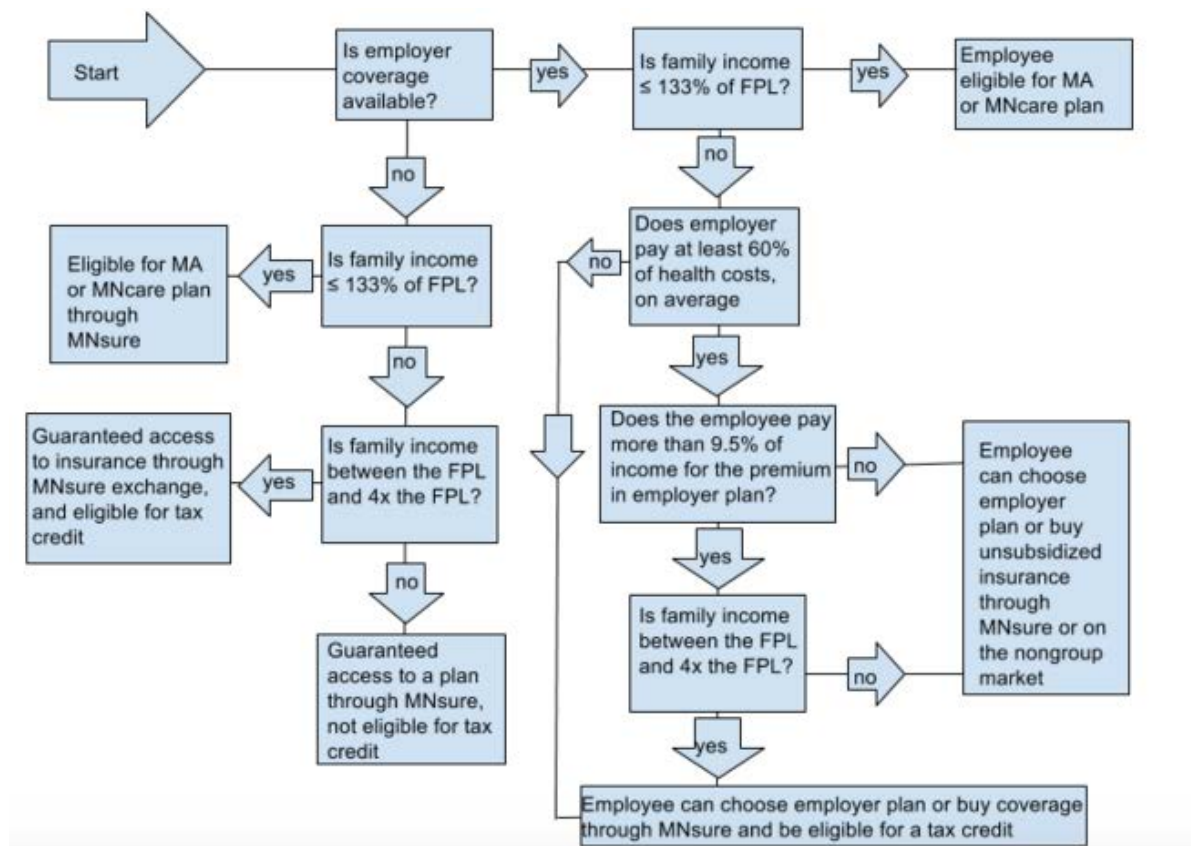 Start
Is employer
coverage
available?
yes
Is family income
≤ 133% of FPL?
yes
Employee
eligible for MA
or MNcare plan
no
no
Eligible for MA
or MNcare plan
through
MNsure
yes
Is family income
≤ 133% of FPL?
no
Does employer
pay at least 60%
of health costs,
on average
no
yes
Guaranteed access
to insurance through
MNsure exchange,
and eligible for tax
credit
yes
Is family income
between the FPL
and 4x the FPL?
Does the employee pay
more than 9.5% of
income for the premium
in employer plan?
no
Employee
can choose
employer
plan or buy
unsubsidized
insurance
through
MNsure or on
the nongroup
market
no
yes
Guaranteed
access to a plan
through MNsure,
not eligible for tax
credit
Is family income
between the FPL
and 4x the FPL?
no
yes
Employee can choose employer plan or buy coverage
through MNsure and be eligible for a tax credit